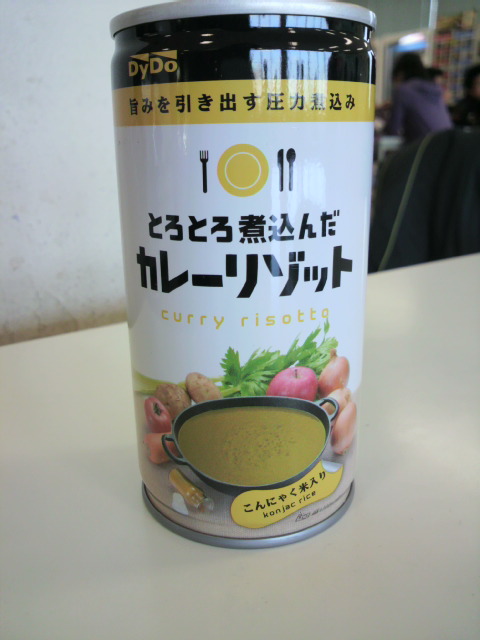 DyDo
旨みを引き出す圧力煮込み
とろとろ煮込んだ
カレーリゾット
curry risotto
こんにゃく米入り
konjac rice